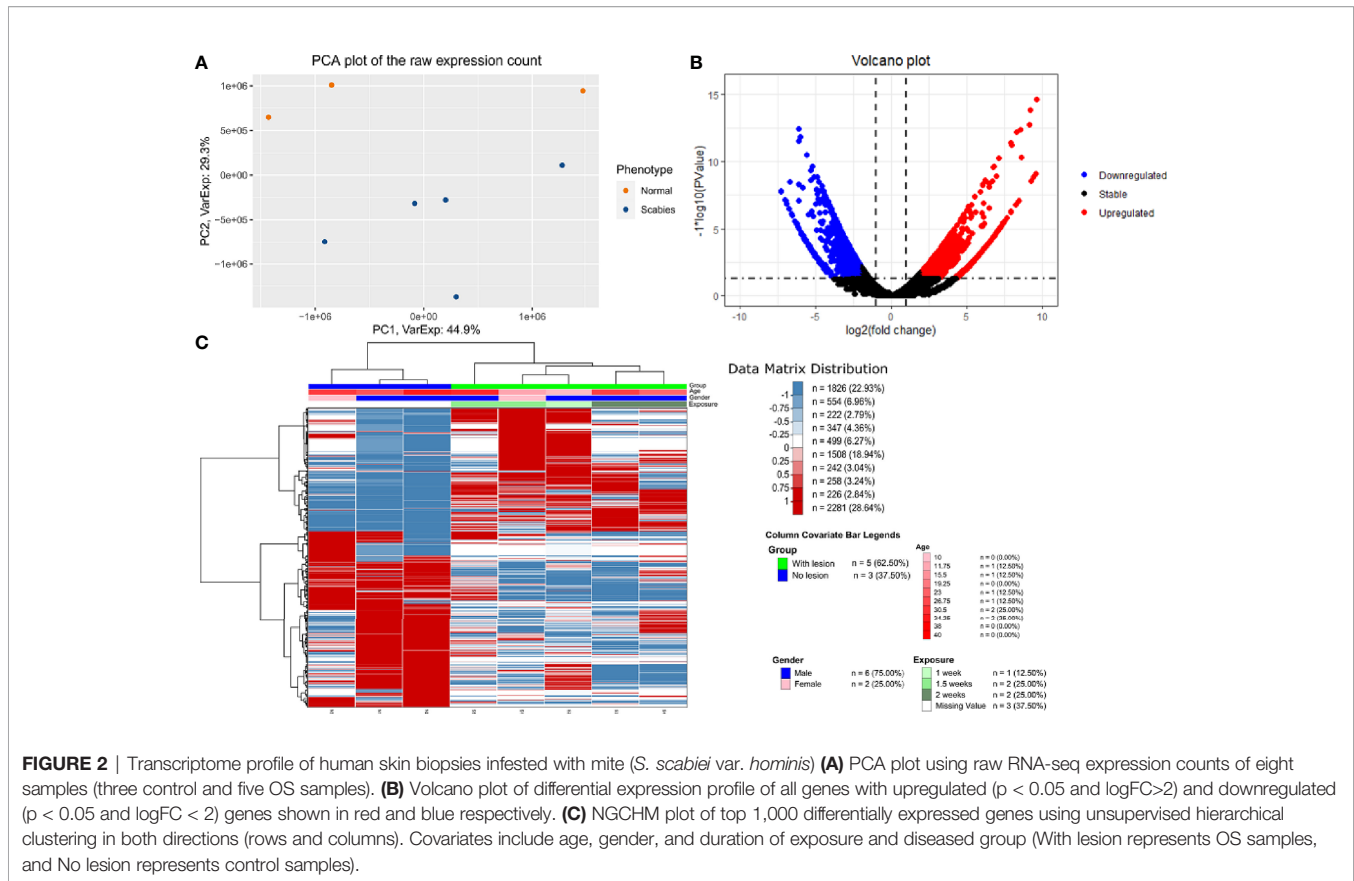 A
PCA plot of the raw expression count
1e+06
5e+05
0e+00
−5e+05
−1e+06
PC2, VarExp: 29.3%
−1e+06
0e+00
1e+06
PC1, VarExp: 44.9%
Phenotype
Normal
Scabies
B
Volcano plot
15
10
5
0
-1*log10(PValue)
-10
-5
0
5
10
log2(fold change)
Downregulated
Stable
Upregulated
C
Group
Age
Gender
Exposure
Data Matrix Distribution
-1
-0.75
-0.5
-0.25
0
0.25
0.5
0.75
1
n = 1826 (22.93%)
n = 554 (6.96%)
n = 222 (2.79%)
n = 347 (4.36%)
n = 499 (6.27%)
n = 1508 (18.94%)
n = 242 (3.04%)
n = 258 (3.24%)
n = 226 (2.84%)
n = 2281 (28.64%)
Column Covariate Bar Legends
Group
With lesion n = 5 (62.50%)
No lesion n = 3 (37.50%)
Age
10 n = 0 (0.00%)
11.75 n = 1 (12.50%)
15.5 n = 1 (12.50%)
19.25 n = 0 (0.00%)
23 n = 1 (12.50%)
26.75 n = 1 (12.50%)
30.5 n = 2 (25.00%)
n = 2 (25.00%)
38 n = 0 (0.00%)
40 n = 0 (0.00%)
Gender
Male n = 6 (75.00%)
Female n = 2 (25.00%)
Exposure
1 week n = 1 (12.50%)
1.5 weeks n = 2 (25.00%)
2 weeks n = 2 (25.00%)
Missing Value n = 3 (37.50%)
FIGURE 2 | Transcriptome profile of human skin biopsies infested with mite (S. scabiei var. hominis) (A) PCA plot using raw RNA-seq expression counts of eight
samples (three control and five OS samples). (B) Volcano plot of differential expression profile of all genes with upregulated (p < 0.05 and logFC>2) and downregulated
(p < 0.05 and logFC < 2) genes shown in red and blue respectively. (C) NGCHM plot of top 1,000 differentially expressed genes using unsupervised hierarchical
clustering in both directions (rows and columns). Covariates include age, gender, and duration of exposure and diseased group (With lesion represents OS samples,
and No lesion represents control samples).